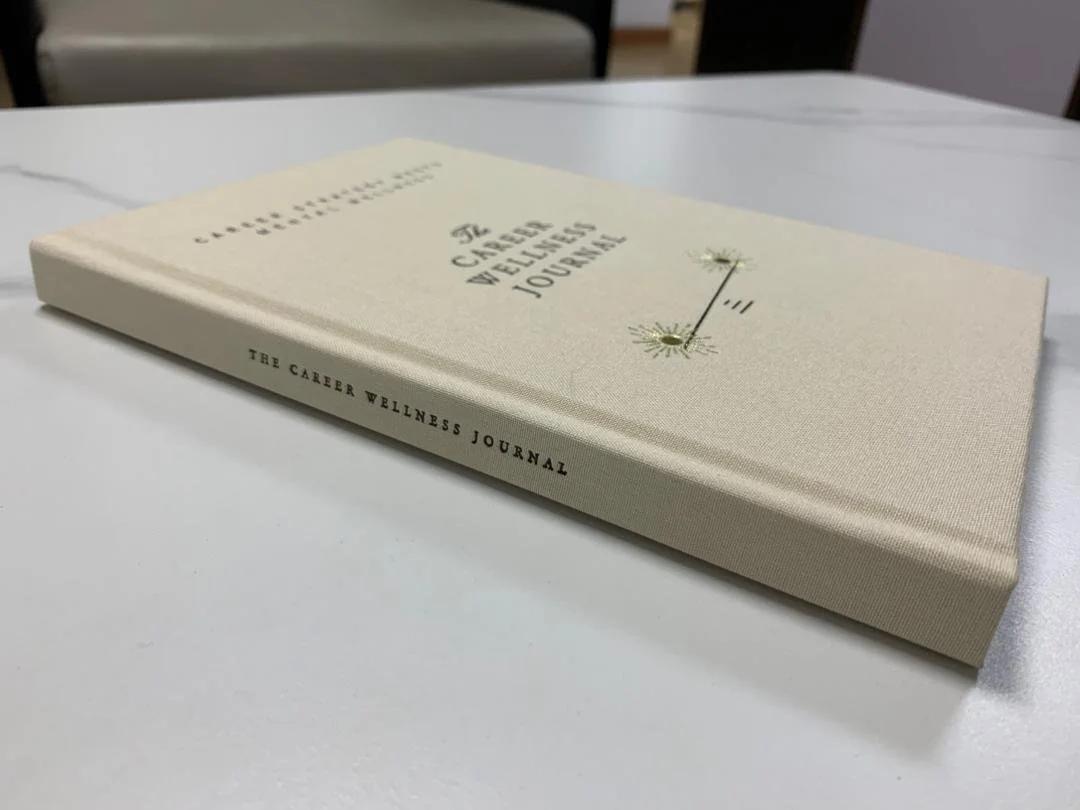 CAREER STRATEGY MEETS
MENTAL WELLNESS
The
CAREER
WELLNESS
JOURNAL
THE CAREER WELLNESS JOURNAL